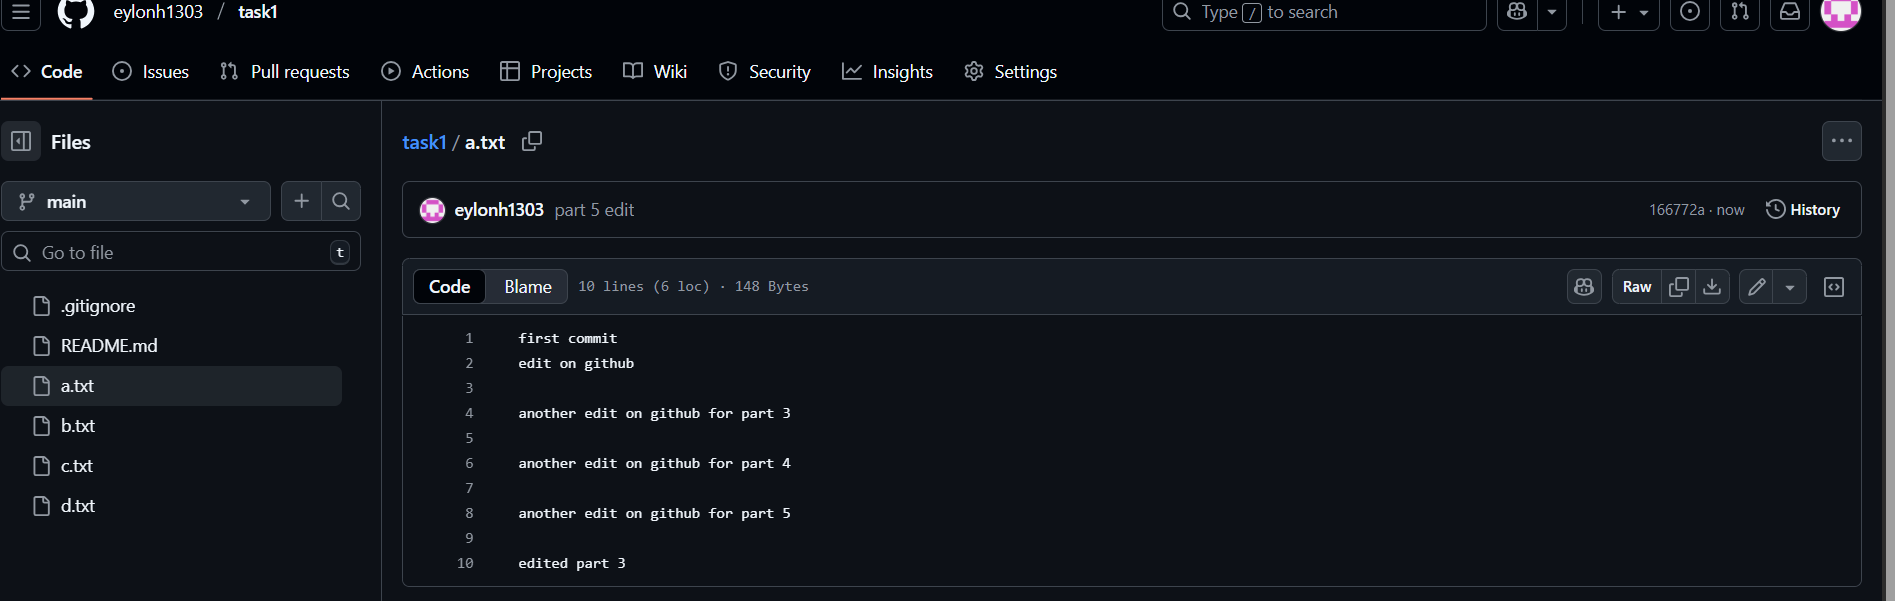 eylonh1303 / task1
Type / to search
Code Issues Pull requests Actions Projects Wiki Security Insights Settings
Files
main
Go to file t
.gitignore
README.md
a.txt
b.txt
c.txt
d.txt
task1 / a.txt
eylonh1303 part 5 edit 166772a · now History
Code Blame 10 lines (6 loc) · 148 Bytes Raw
1 first commit
2 edit on github
3
4 another edit on github for part 3
5
6 another edit on github for part 4
7
8 another edit on github for part 5
9
10 edited part 3